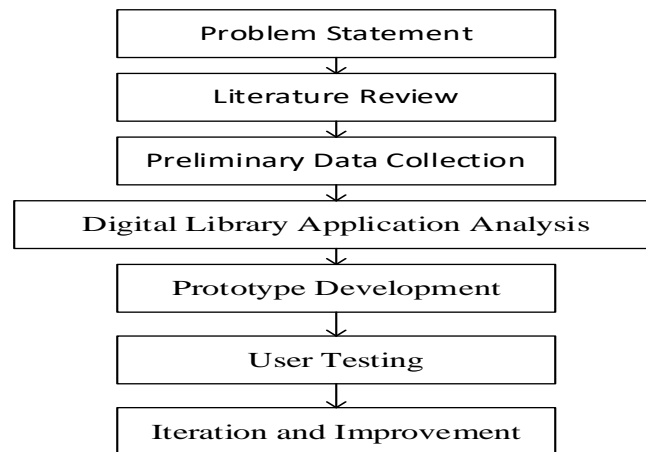 Problem Statement
Literature Review
Preliminary Data Collection
Digital Library Application Analysis
Prototype Development
User Testing
Iteration and Improvement